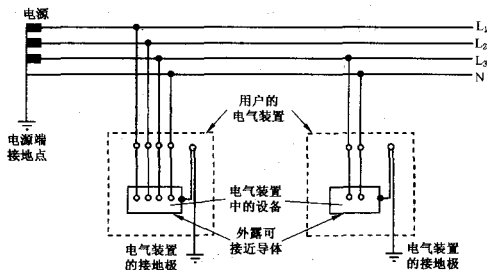 电源
L₁
L₂
L₃
N
电源端
接地点
用户的
电气装置
电气装置
中的设备
外露可
接近导体
电气装置
的接地极
电气装置
的接地极